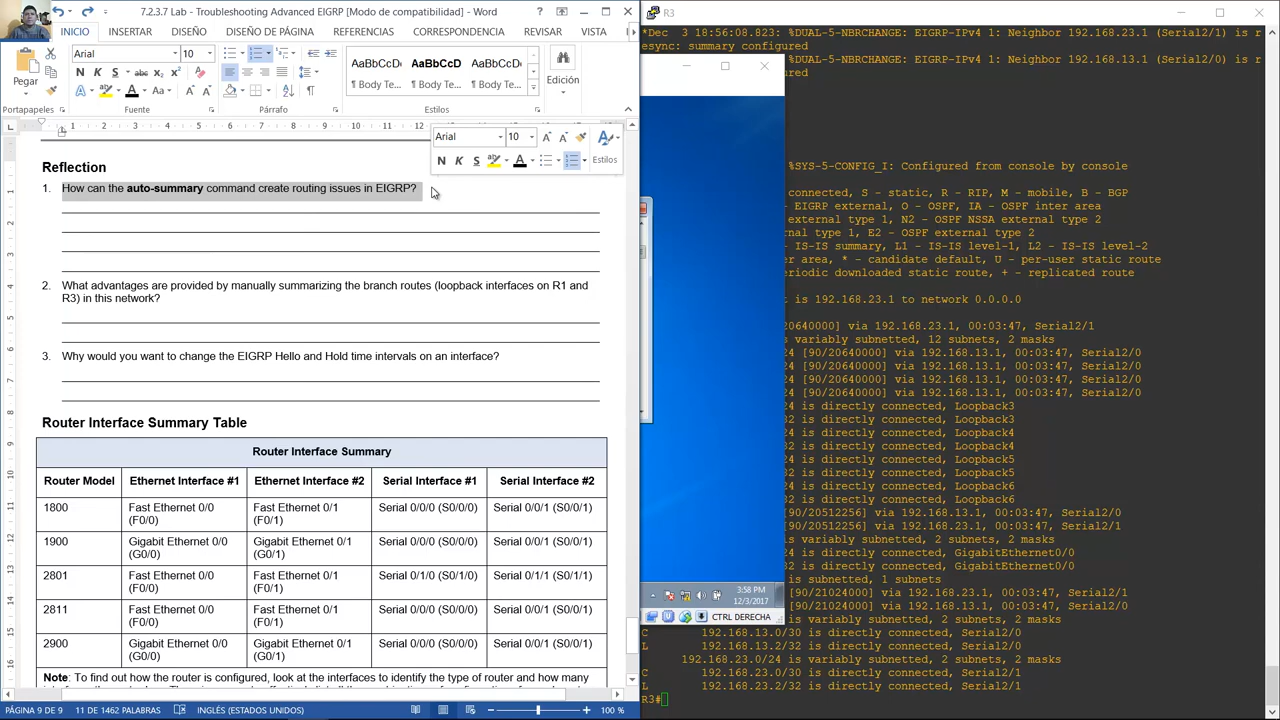 7.2.3.7 Lab - Troubleshooting Advanced EIGRP [Modo de compatibilidad] - Word
INICIO INSERTAR DISEÑO DISEÑO DE PÁGINA REFERENCIAS CORRESPONDENCIA REVISAR VISTA
Pegar
Arial 10
N K S abc x₂ x²
A Aa A A
AaBbCcDc AaBbCcD AaBbCcD
¶ Body Te... ¶ Body Te... ¶ Body Te...
Edición
Portapapeles Fuente Párrafo Estilos
Arial 10
N K S A Estilos
Reflection
1. How can the auto-summary command create routing issues in EIGRP?
2. What advantages are provided by manually summarizing the branch routes (loopback interfaces on R1 and
R3) in this network?
3. Why would you want to change the EIGRP Hello and Hold time intervals on an interface?
Router Interface Summary Table
Router Interface Summary
Router Model Ethernet Interface #1 Ethernet Interface #2 Serial Interface #1 Serial Interface #2
1800 Fast Ethernet 0/0 (F0/0) Fast Ethernet 0/1 (F0/1) Serial 0/0/0 (S0/0/0) Serial 0/0/1 (S0/0/1)
1900 Gigabit Ethernet 0/0 (G0/0) Gigabit Ethernet 0/1 (G0/1) Serial 0/0/0 (S0/0/0) Serial 0/0/1 (S0/0/1)
2801 Fast Ethernet 0/0 (F0/0) Fast Ethernet 0/1 (F0/1) Serial 0/1/0 (S0/1/0) Serial 0/1/1 (S0/1/1)
2811 Fast Ethernet 0/0 (F0/0) Fast Ethernet 0/1 (F0/1) Serial 0/0/0 (S0/0/0) Serial 0/0/1 (S0/0/1)
2900 Gigabit Ethernet 0/0 (G0/0) Gigabit Ethernet 0/1 (G0/1) Serial 0/0/0 (S0/0/0) Serial 0/0/1 (S0/0/1)
Note: To find out how the router is configured, look at the interfaces to identify the type of router and how many
PÁGINA 9 DE 9 11 DE 1462 PALABRAS INGLÉS (ESTADOS UNIDOS) 100 %
3:58 PM
12/3/2017
CTRL DERECHA
R3
*Dec 3 18:56:08.823: %DUAL-5-NBRCHANGE: EIGRP-IPv4 1: Neighbor 192.168.23.1 (Serial2/1) is r
esync: summary configured
%DUAL-5-NBRCHANGE: EIGRP-IPv4 1: Neighbor 192.168.13.1 (Serial2/0) is r
ured
%SYS-5-CONFIG_I: Configured from console by console
connected, S - static, R - RIP, M - mobile, B - BGP
- EIGRP external, O - OSPF, IA - OSPF inter area
external type 1, N2 - OSPF NSSA external type 2
nal type 1, E2 - OSPF external type 2
- IS-IS summary, L1 - IS-IS level-1, L2 - IS-IS level-2
er area, * - candidate default, U - per-user static route
eriodic downloaded static route, + - replicated route
t is 192.168.23.1 to network 0.0.0.0
20640000] via 192.168.23.1, 00:03:47, Serial2/1
s variably subnetted, 12 subnets, 2 masks
24 [90/20640000] via 192.168.13.1, 00:03:47, Serial2/0
24 [90/20640000] via 192.168.13.1, 00:03:47, Serial2/0
24 [90/20640000] via 192.168.13.1, 00:03:47, Serial2/0
24 [90/20640000] via 192.168.13.1, 00:03:47, Serial2/0
24 is directly connected, Loopback3
32 is directly connected, Loopback3
24 is directly connected, Loopback4
32 is directly connected, Loopback4
24 is directly connected, Loopback5
32 is directly connected, Loopback5
24 is directly connected, Loopback6
32 is directly connected, Loopback6
[90/20512256] via 192.168.13.1, 00:03:47, Serial2/0
[90/20512256] via 192.168.23.1, 00:03:47, Serial2/1
is variably subnetted, 2 subnets, 2 masks
24 is directly connected, GigabitEthernet0/0
32 is directly connected, GigabitEthernet0/0
is subnetted, 1 subnets
[90/21024000] via 192.168.23.1, 00:03:47, Serial2/1
[90/21024000] via 192.168.13.1, 00:03:47, Serial2/0
s variably subnetted, 2 subnets, 2 masks
C 192.168.13.0/30 is directly connected, Serial2/0
L 192.168.13.2/32 is directly connected, Serial2/0
192.168.23.0/24 is variably subnetted, 2 subnets, 2 masks
C 192.168.23.0/30 is directly connected, Serial2/1
L 192.168.23.2/32 is directly connected, Serial2/1
R3#